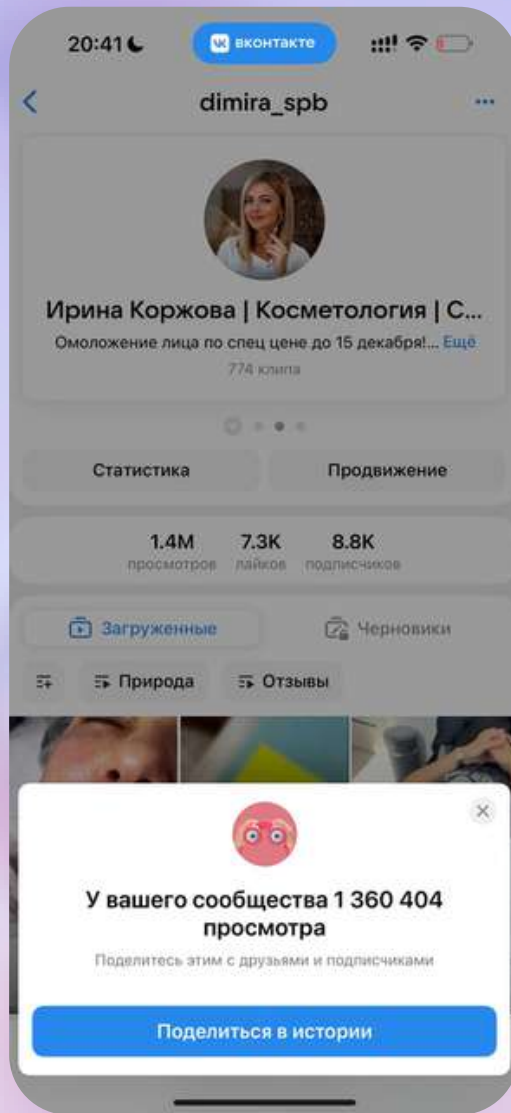 20:41
вконтакте
dimira_spb
Ирина Коржова | Косметология | С...
Омоложение лица по спец цене до 15 декабря!... Ещё
774 клипа
Статистика
Продвижение
1.4M 7.3K 8.8K
просмотров лайков подписчиков
Загруженные
Черновики
Природа
Отзывы
У вашего сообщества 1 360 404
просмотра
Поделитесь этим с друзьями и подписчиками
Поделиться в истории